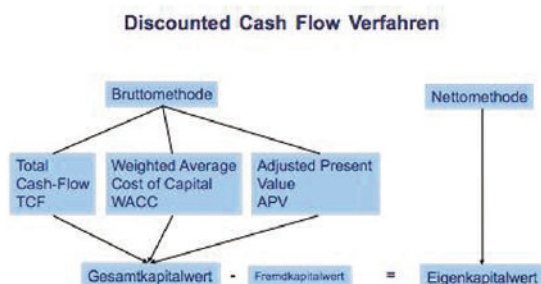 Discounted Cash Flow Verfahren
Bruttomethode
Nettomethode
Total
Cash-Flow
TCF
Weighted Average
Cost of Capital
WACC
Adjusted Present
Value
APV
Gesamtkapitalwert - Fremdkapitalwert = Eigenkapitalwert